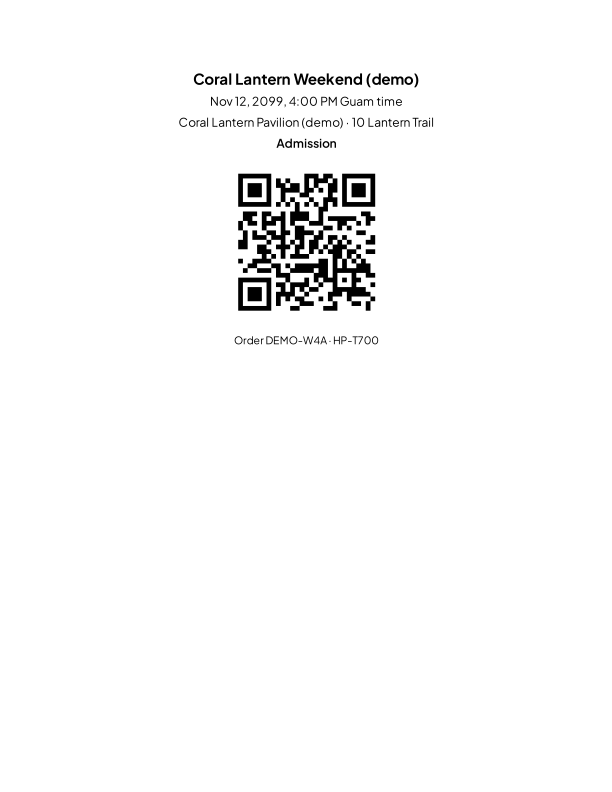 Coral Lantern Weekend (demo)
Nov 12, 2099, 4:00 PM Guam time
Coral Lantern Pavilion (demo) · 10 Lantern Trail
Admission
Order DEMO-W4A · HP-T700